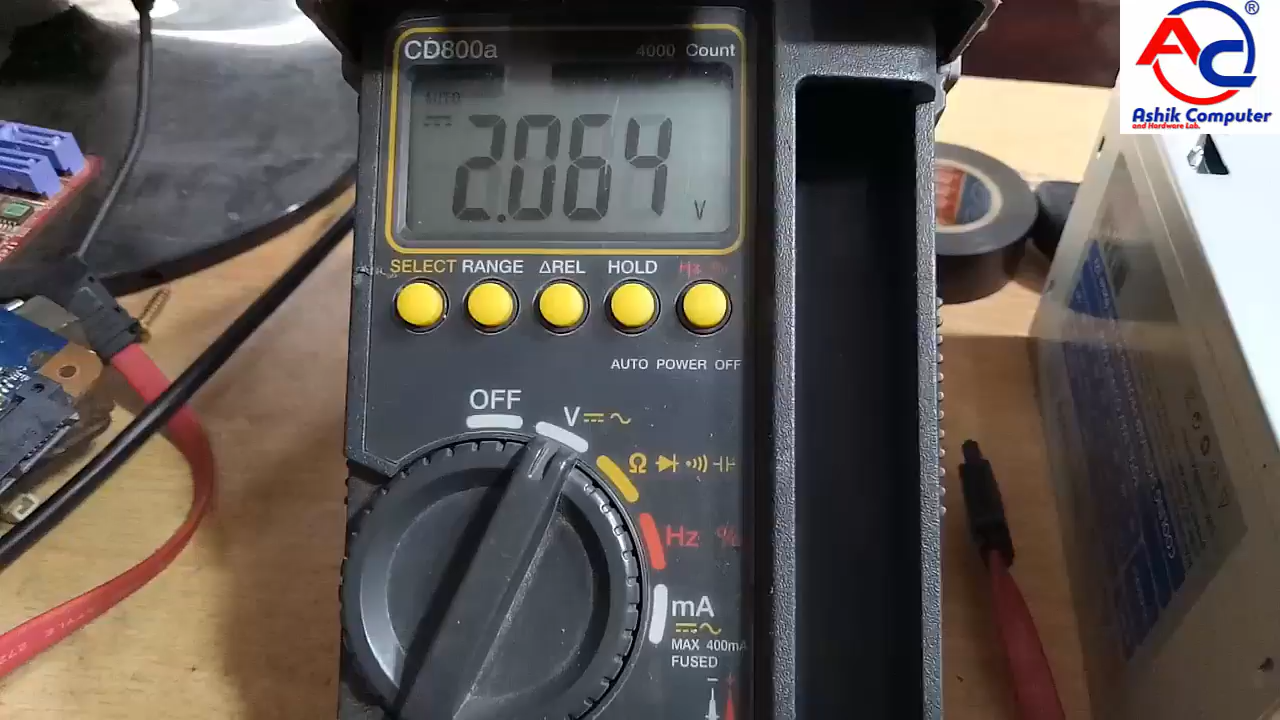 CD800a 4000 Count
AUTO
2.064 V
SELECT RANGE ΔREL HOLD Hz %
AUTO POWER OFF
OFF
V
Ω
Hz %
mA
MAX 400mA
FUSED
AC ®
Ashik Computer
and Hardware Lab.